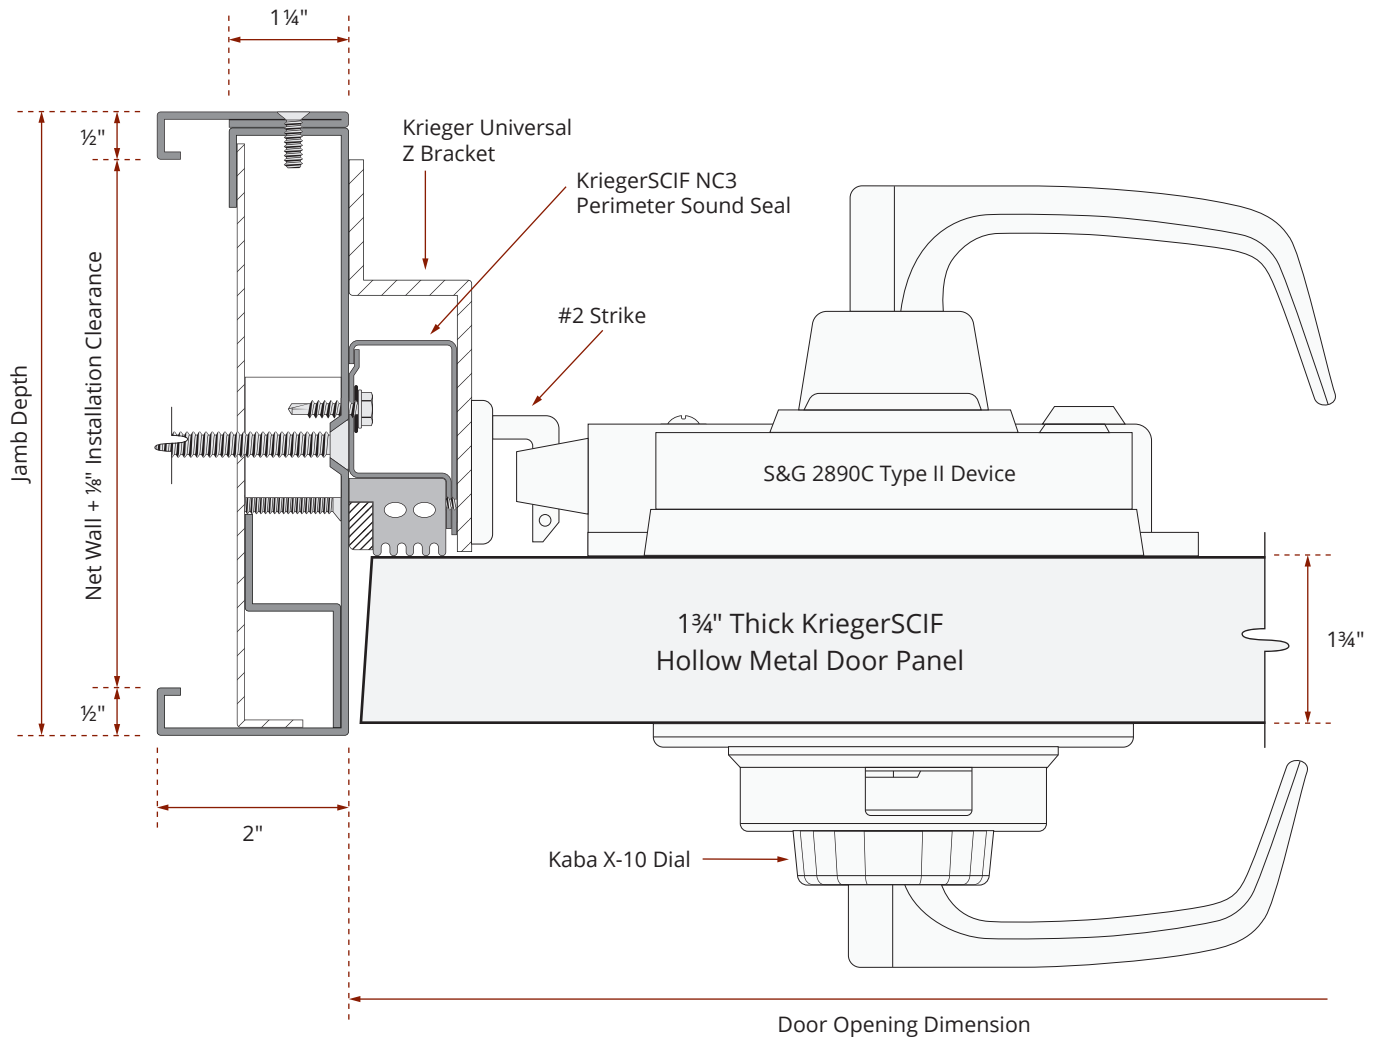 1¼"
½"
Krieger Universal
Z Bracket
KriegerSCIF NC3
Perimeter Sound Seal
#2 Strike
Jamb Depth
Net Wall + ⅛" Installation Clearance
S&G 2890C Type II Device
1¾" Thick KriegerSCIF
Hollow Metal Door Panel
1¾"
½"
2"
Kaba X-10 Dial
Door Opening Dimension